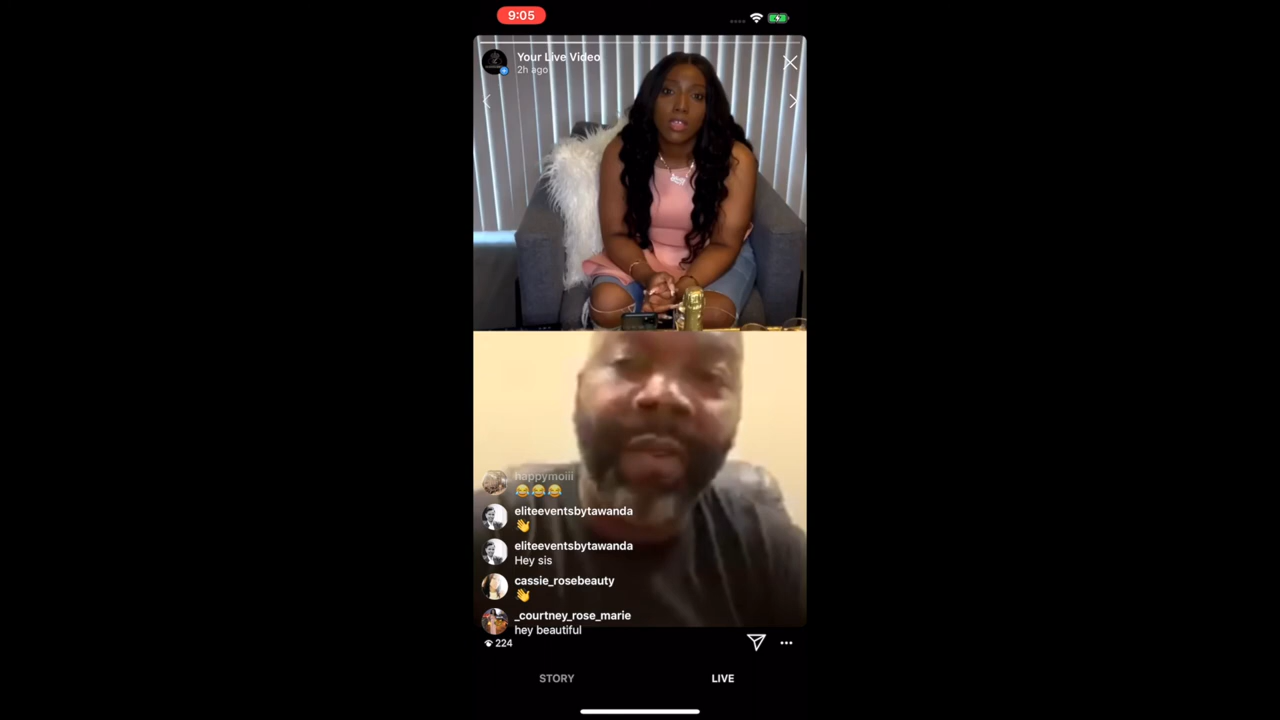 9:05
Your Live Video
2h ago
happymoiii
😂😂😂
eliteeventsbytawanda
👋
eliteeventsbytawanda
Hey sis
cassie_rosebeauty
👋
_courtney_rose_marie
hey beautiful
224
STORY
LIVE